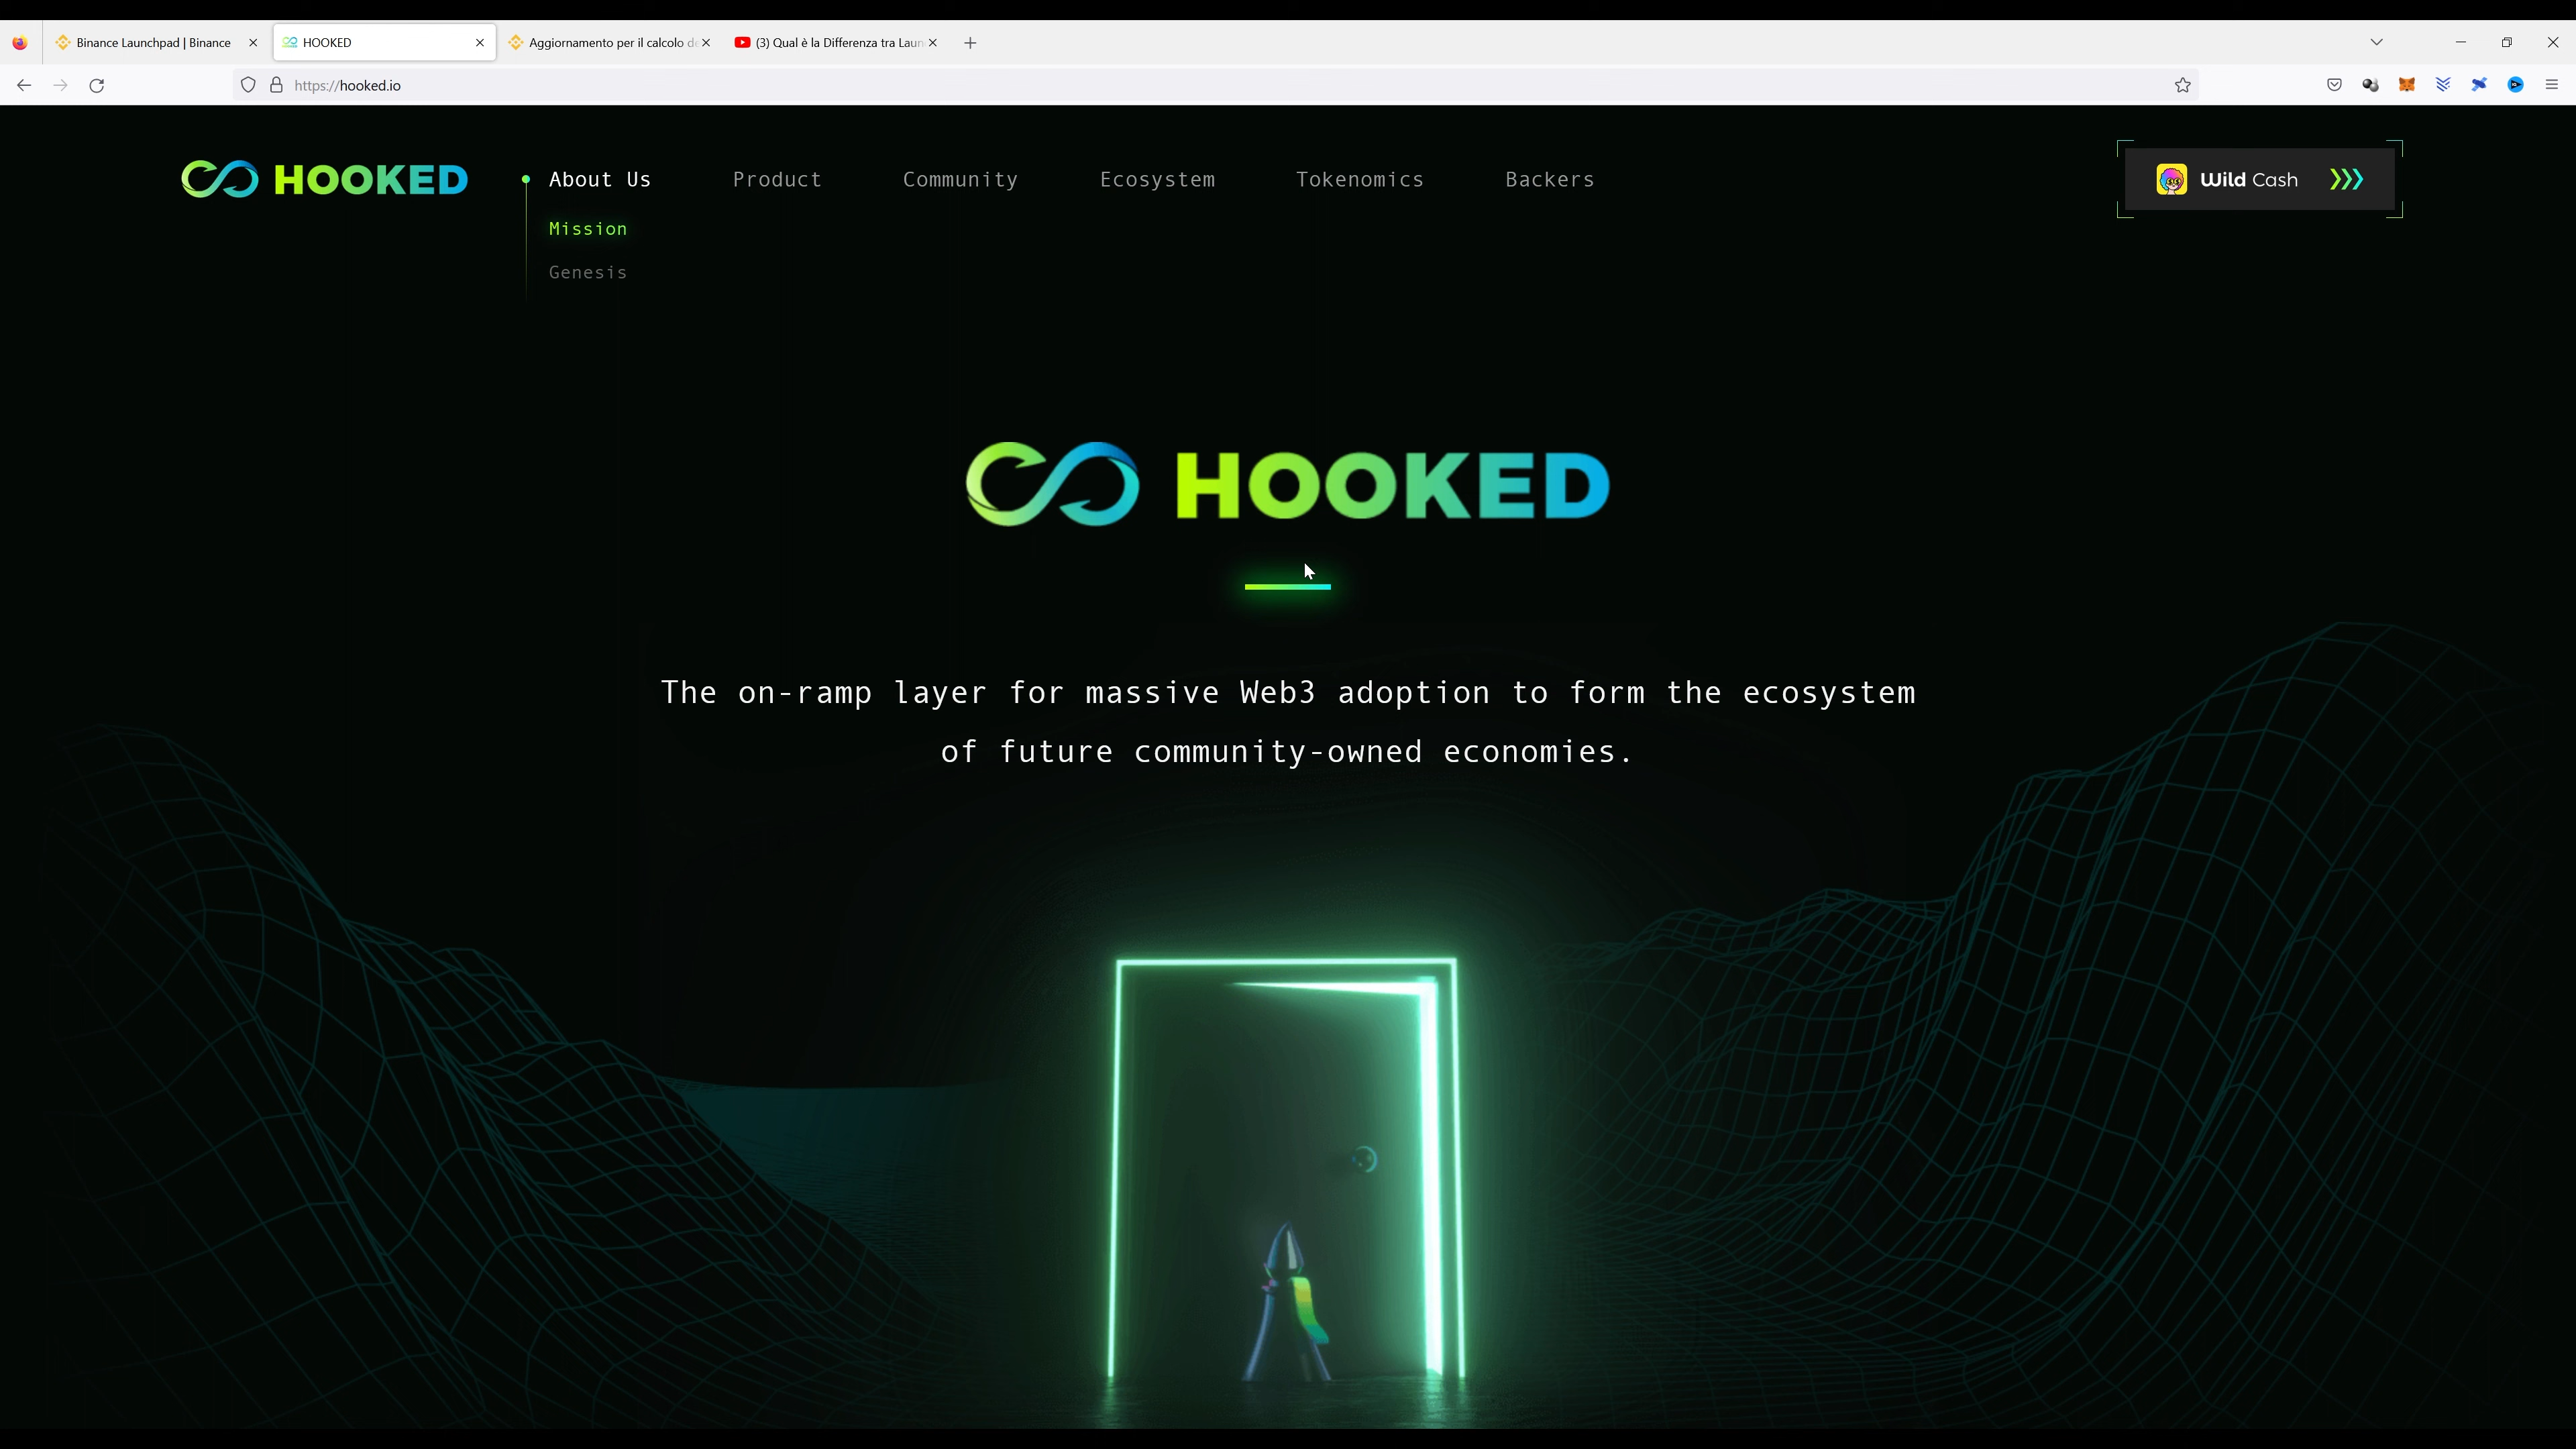 Binance Launchpad | Binance
HOOKED
Aggiornamento per il calcolo de
(3) Qual è la Differenza tra Laun
https://hooked.io
HOOKED
About Us
Product
Community
Ecosystem
Tokenomics
Backers
Wild Cash
Mission
Genesis
HOOKED
The on-ramp layer for massive Web3 adoption to form the ecosystem
of future community-owned economies.